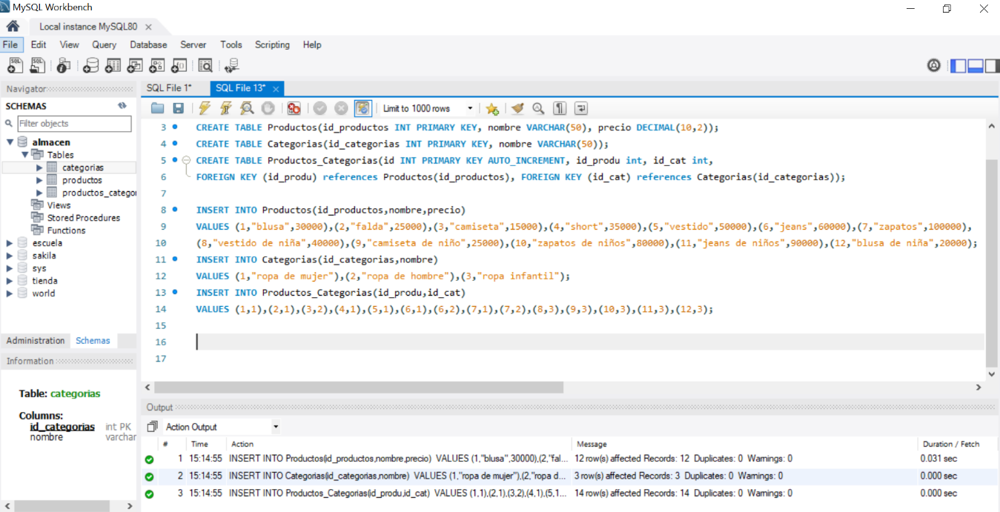 MySQL Workbench
Local instance MySQL80
File Edit View Query Database Server Tools Scripting Help
Navigator
SCHEMAS
Filter objects
almacen
Tables
categorias
productos
productos_categor
Views
Stored Procedures
Functions
escuela
sakila
sys
tienda
world
Administration Schemas
Information
Table: categorias
Columns:
id_categorias int PK
nombre varchar
SQL File 1* SQL File 13*
Limit to 1000 rows
3 CREATE TABLE Productos(id_productos INT PRIMARY KEY, nombre VARCHAR(50), precio DECIMAL(10,2));
4 CREATE TABLE Categorias(id_categorias INT PRIMARY KEY, nombre VARCHAR(50));
5 CREATE TABLE Productos_Categorias(id INT PRIMARY KEY AUTO_INCREMENT, id_produ int, id_cat int,
6 FOREIGN KEY (id_produ) references Productos(id_productos), FOREIGN KEY (id_cat) references Categorias(id_categorias));
7
8 INSERT INTO Productos(id_productos,nombre,precio)
9 VALUES (1,"blusa",30000),(2,"falda",25000),(3,"camiseta",15000),(4,"short",35000),(5,"vestido",50000),(6,"jeans",60000),(7,"zapatos",100000),
10 (8,"vestido de niña",40000),(9,"camiseta de niño",25000),(10,"zapatos de niños",80000),(11,"jeans de niños",90000),(12,"blusa de niña",20000);
11 INSERT INTO Categorias(id_categorias,nombre)
12 VALUES (1,"ropa de mujer"),(2,"ropa de hombre"),(3,"ropa infantil");
13 INSERT INTO Productos_Categorias(id_produ,id_cat)
14 VALUES (1,1),(2,1),(3,2),(4,1),(5,1),(6,1),(6,2),(7,1),(7,2),(8,3),(9,3),(10,3),(11,3),(12,3);
15
16
17
Output
Action Output
# Time Action Message Duration / Fetch
1 15:14:55 INSERT INTO Productos(id_productos,nombre,precio) VALUES (1,"blusa",30000),(2,"fal... 12 row(s) affected Records: 12 Duplicates: 0 Warnings: 0 0.031 sec
2 15:14:55 INSERT INTO Categorias(id_categorias,nombre) VALUES (1,"ropa de mujer"),(2,"ropa d... 3 row(s) affected Records: 3 Duplicates: 0 Warnings: 0 0.000 sec
3 15:14:55 INSERT INTO Productos_Categorias(id_produ,id_cat) VALUES (1,1),(2,1),(3,2),(4,1),(5,1... 14 row(s) affected Records: 14 Duplicates: 0 Warnings: 0 0.000 sec